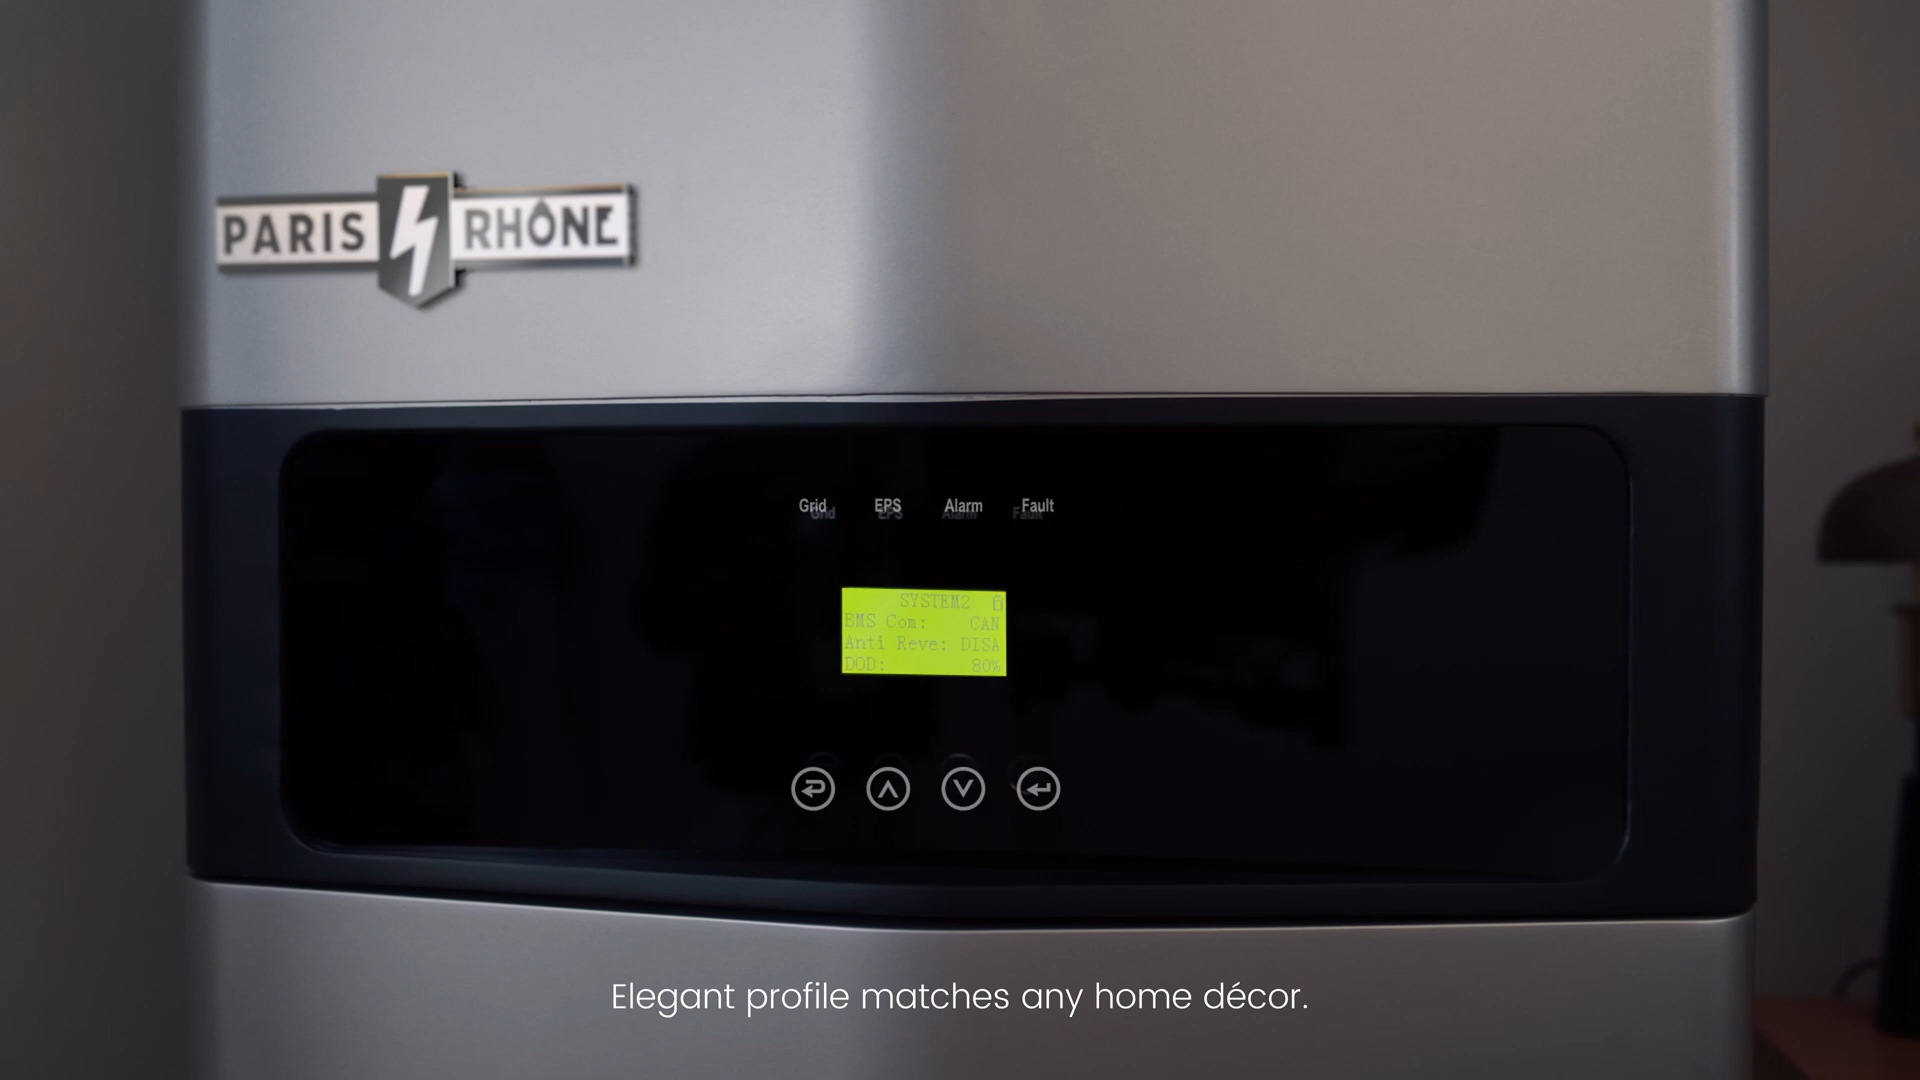 PARIS RHÔNE
Grid EPS Alarm Fault
SYSTEM2
BMS Com: CAN
Anti Reve: DISA
DOD: 80%
Elegant profile matches any home décor.